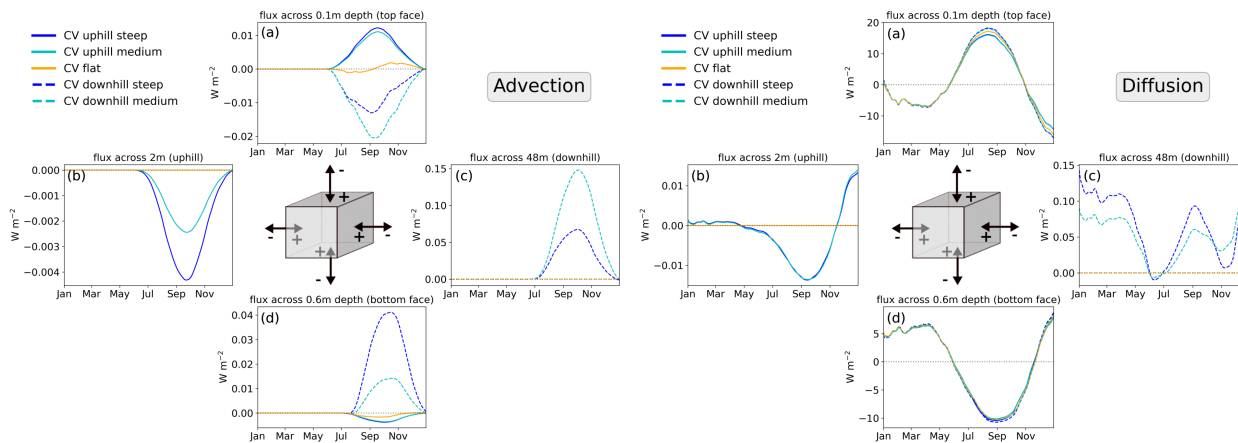 flux across 0.1m depth (top face)
CV uphill steep
CV uphill medium
CV flat
CV downhill steep
CV downhill medium
(a)
W m−2
0.01
0.00
−0.01
−0.02
Jan Mar May Jul Sep Nov
Advection
flux across 2m (uphill)
(b)
W m−2
0.000
−0.001
−0.002
−0.003
−0.004
Jan Mar May Jul Sep Nov
- + + + + + - - -
flux across 48m (downhill)
(c)
W m−2
0.15
0.10
0.05
0.00
Jan Mar May Jul Sep Nov
flux across 0.6m depth (bottom face)
(d)
W m−2
0.04
0.03
0.02
0.01
0.00
Jan Mar May Jul Sep Nov
flux across 0.1m depth (top face)
CV uphill steep
CV uphill medium
CV flat
CV downhill steep
CV downhill medium
(a)
W m−2
20
10
0
−10
Jan Mar May Jul Sep Nov
Diffusion
flux across 2m (uphill)
(b)
W m−2
0.01
0.00
−0.01
Jan Mar May Jul Sep Nov
- + + + + + - - -
flux across 48m (downhill)
(c)
W m−2
0.15
0.10
0.05
0.00
Jan Mar May Jul Sep Nov
flux across 0.6m depth (bottom face)
(d)
W m−2
5
0
−5
−10
Jan Mar May Jul Sep Nov